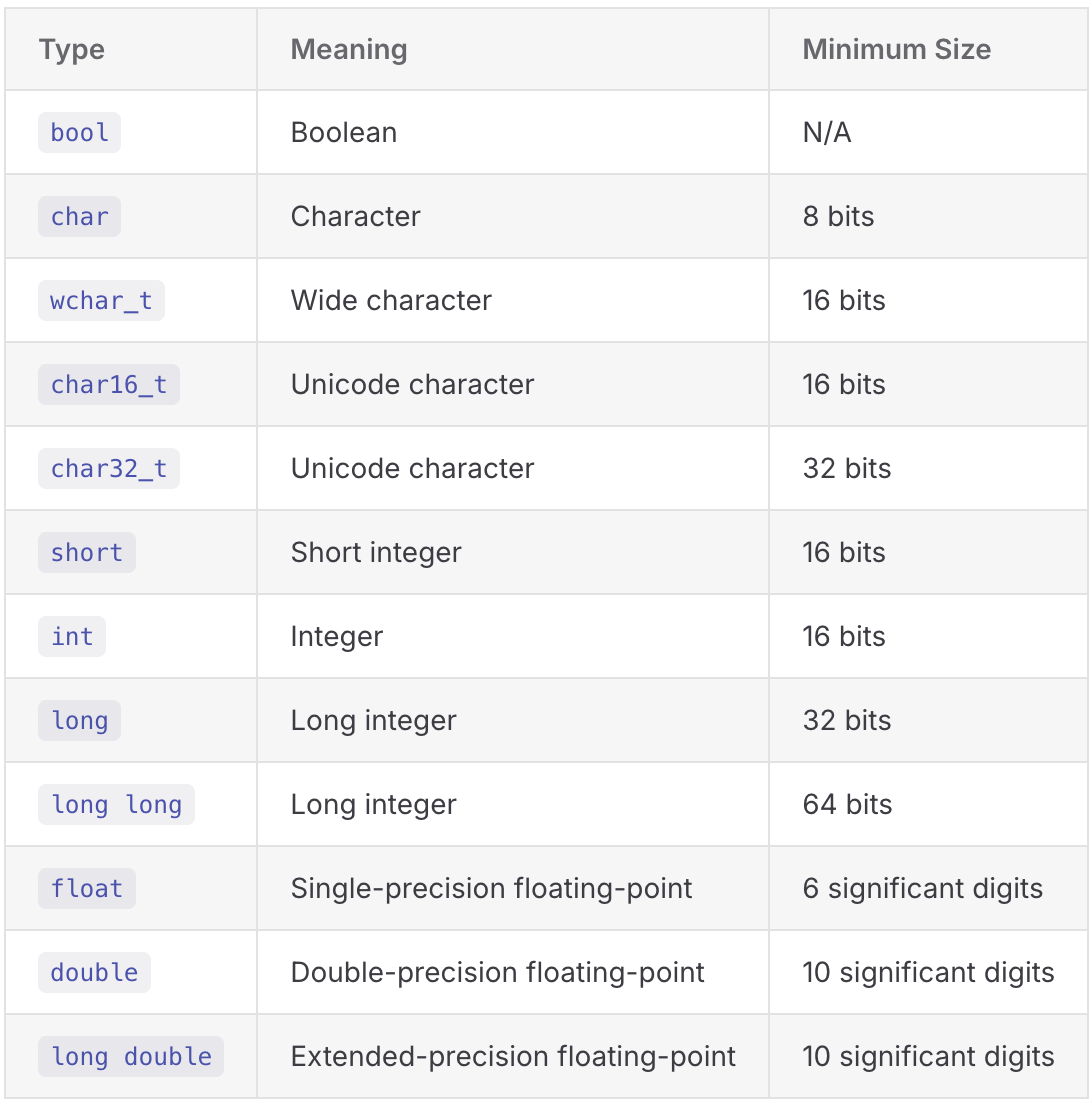 Type Meaning Minimum Size
bool Boolean N/A
char Character 8 bits
wchar_t Wide character 16 bits
char16_t Unicode character 16 bits
char32_t Unicode character 32 bits
short Short integer 16 bits
int Integer 16 bits
long Long integer 32 bits
long long Long integer 64 bits
float Single-precision floating-point 6 significant digits
double Double-precision floating-point 10 significant digits
long double Extended-precision floating-point 10 significant digits